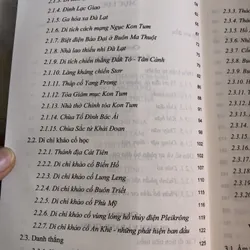 2.1.4. Đình Lạc Giao
2.1.5. Ga hỏa xa Đà Lạt
2.1.6. Di tích cách mạng Ngục Kon Tum
2.1.7. Biệt điện Bảo Đại ở Buôn Ma Thuột
2.1.8. Nhà lao thiếu nhi Đà Lạt
2.1.9. Di tích chiến thắng Đắk Tô - Tân Cảnh
2.1.10. Làng kháng chiến Stơr
2.1.11. Tháp cổ Yang Prong
2.1.12. Tòa Giám mục Kon Tum
2.1.13. Nhà thờ Chính tòa Kon Tum
2.1.14. Chùa Tổ Đình Bác Ái
2.1.15. Chùa Sắc tứ Khải Đoan
2.2. Di chỉ khảo cổ học
2.2.1. Thánh địa Cát Tiên
2.2.2. Di chỉ khảo cổ Biển Hồ
2.2.3. Di chỉ khảo cổ Lung Leng
2.2.4. Di chỉ khảo cổ Buôn Triết
2.2.5. Di chỉ khảo cổ Phù Mỹ
2.2.6. Di chỉ khảo cổ vùng lòng hồ thủy điện Pleikrông
2.2.7. Di chỉ khảo cổ An Khê - những phát hiện ban đầu
2.3. Danh thắng